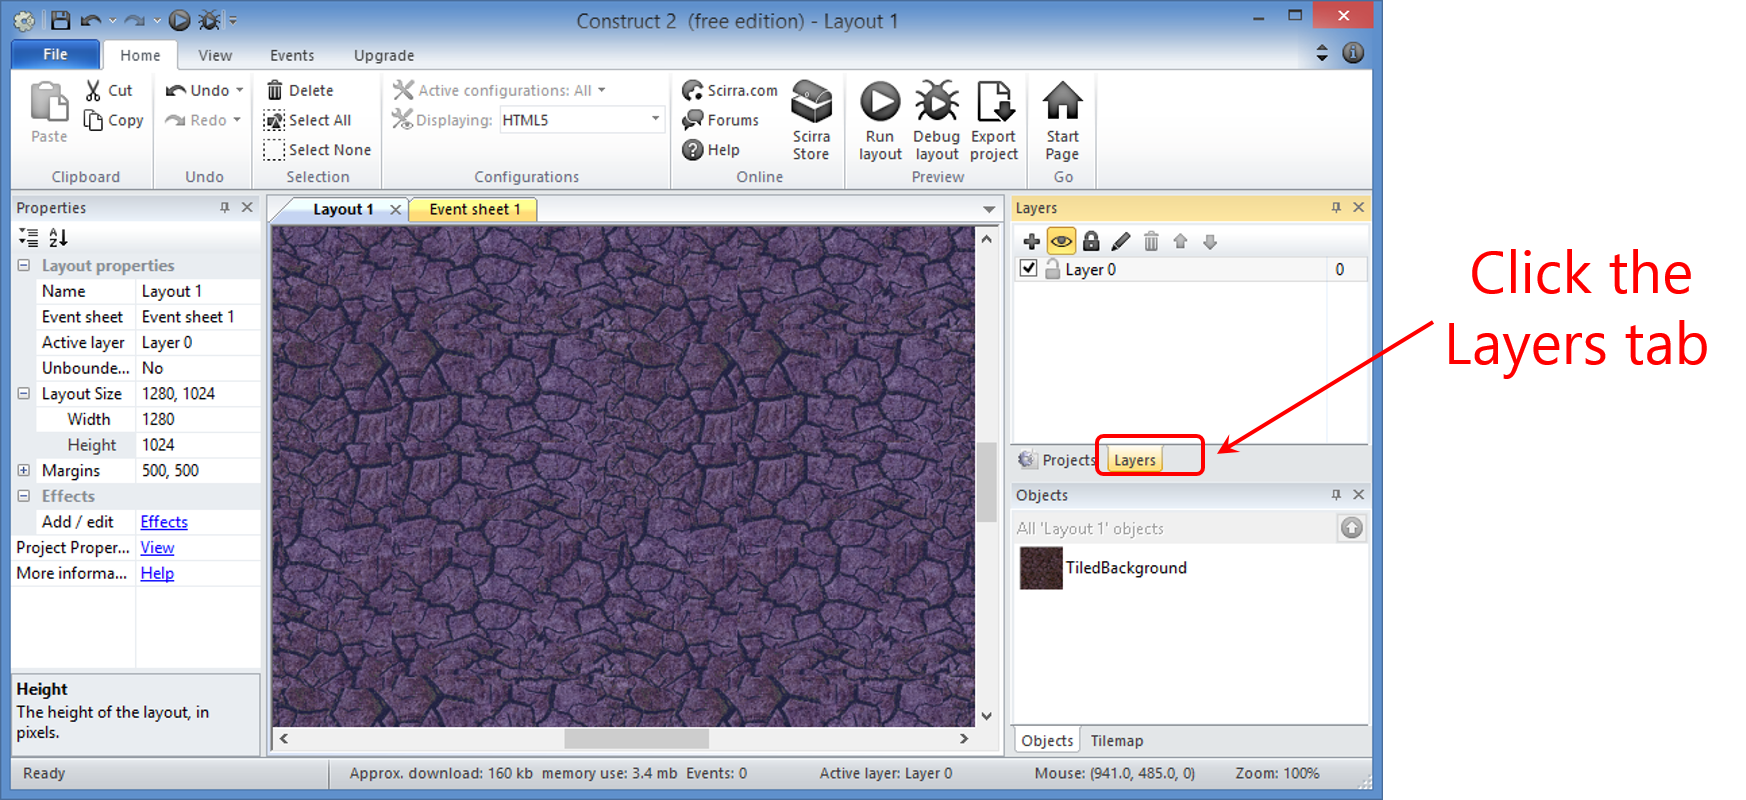 Construct 2 (free edition) - Layout 1
File Home View Events Upgrade
Paste
Cut
Copy
Clipboard
Undo
Redo
Undo
Delete
Select All
Select None
Selection
Active configurations: All
Displaying: HTML5
Configurations
Scirra.com
Forums
Help
Scirra
Store
Online
Run
layout
Debug
layout
Export
project
Preview
Start
Page
Go
Properties
Layout properties
Name Layout 1
Event sheet Event sheet 1
Active layer Layer 0
Unbounde... No
Layout Size 1280, 1024
Width 1280
Height 1024
Margins 500, 500
Effects
Add / edit Effects
Project Proper... View
More informa... Help
Height
The height of the layout, in
pixels.
Layout 1 Event sheet 1
Layers
Layer 0 0
Projects Layers
Objects
All 'Layout 1' objects
TiledBackground
Objects Tilemap
Click the
Layers tab
Ready Approx. download: 160 kb memory use: 3.4 mb Events: 0 Active layer: Layer 0 Mouse: (941.0, 485.0, 0) Zoom: 100%